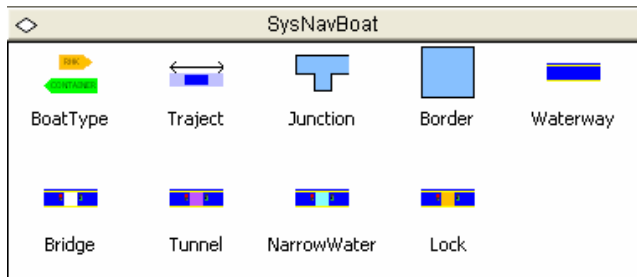 SysNavBoat
RHK
CONTAINER
BoatType Traject Junction Border Waterway
Bridge Tunnel NarrowWater Lock